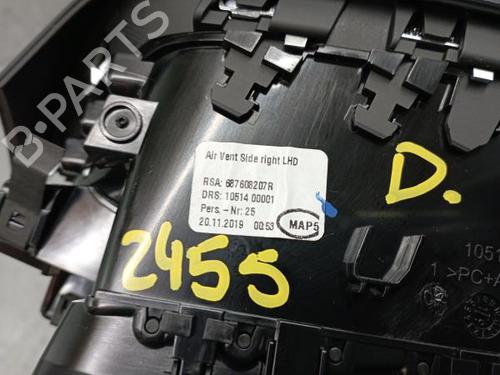 B-PARTS
Air Vent Side right LHD
RSA: 687608207R
DRS: 10514 00001
Pers. - Nr: 25
20.11.2019 00:53 MAP5
D.
2455
1051
1 >PC+A